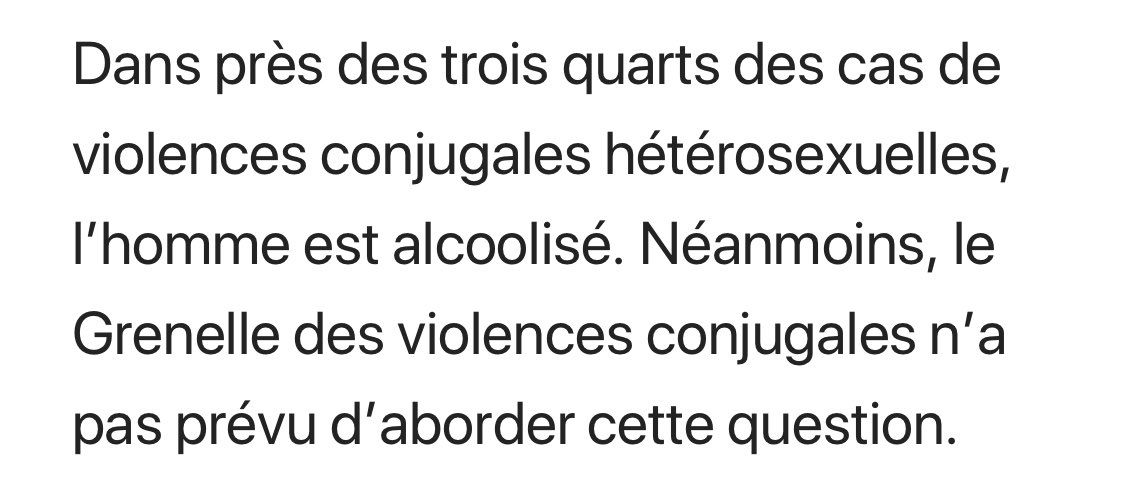 Dans près des trois quarts des cas de
violences conjugales hétérosexuelles,
l’homme est alcoolisé. Néanmoins, le
Grenelle des violences conjugales n’a
pas prévu d’aborder cette question.